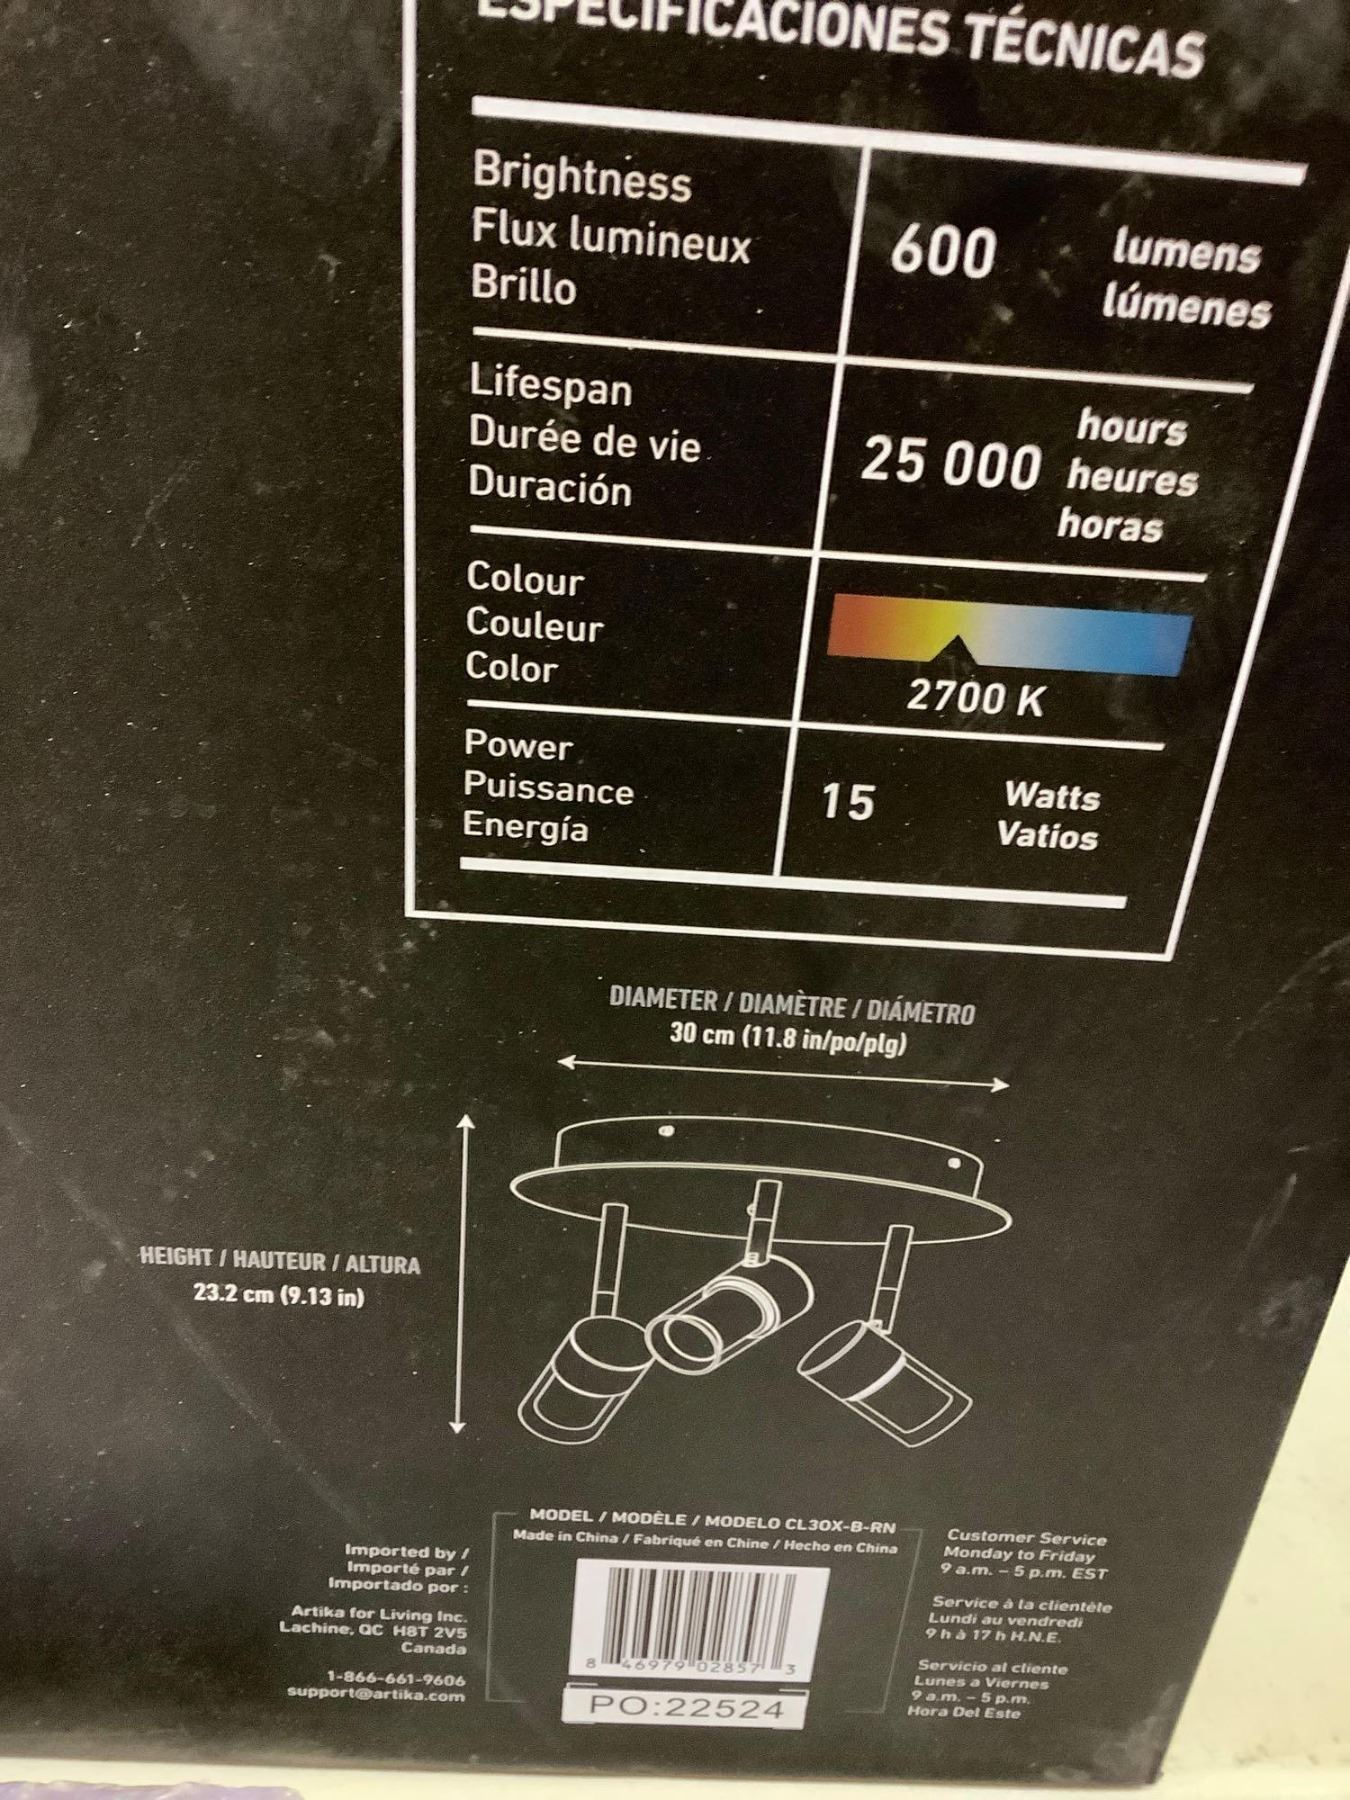 ESPECIFICACIONES TÉCNICAS
Brightness
Flux lumineux
Brillo
600
lumens
lúmenes
Lifespan
Durée de vie
Duración
25 000
hours
heures
horas
Colour
Couleur
Color
2700 K
Power
Puissance
Energía
15
Watts
Vatios
DIAMETER / DIAMÈTRE / DIÁMETRO
30 cm (11.8 in/po/plg)
HEIGHT / HAUTEUR / ALTURA
23.2 cm (9.13 in)
Imported by /
Importé par /
Importado por :
Artika for Living Inc.
Lachine, QC H8T 2V5
Canada
1-866-661-9606
support@artika.com
MODEL / MODÈLE / MODELO CL30X-B-RN
Made in China / Fabriqué en Chine / Hecho en China
8 46979 02857 3
PO:22524
Customer Service
Monday to Friday
9 a.m. – 5 p.m. EST
Service à la clientèle
Lundi au vendredi
9 h à 17 h H.N.E.
Servicio al cliente
Lunes a Viernes
9 a.m. – 5 p.m.
Hora Del Este